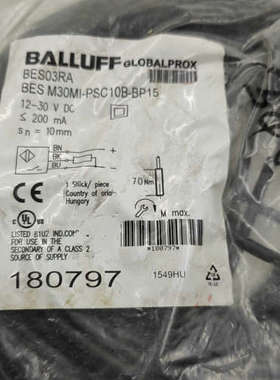 BALLUFF GLOBALPROX
BES03RA
BES M30MI-PSC10B-BP15
12-30 V DC
≤ 200 mA
sn = 10mm
BN
BK
BU
1 Stück/ piece
Country of origin
Hungary
70 Nm
M max.
LISTED 81U2 IND.CONT.
FOR USE IN THE
SECONDARY OF A CLASS 2
SOURCE OF SUPPLY
*180797*
180797
1549HU